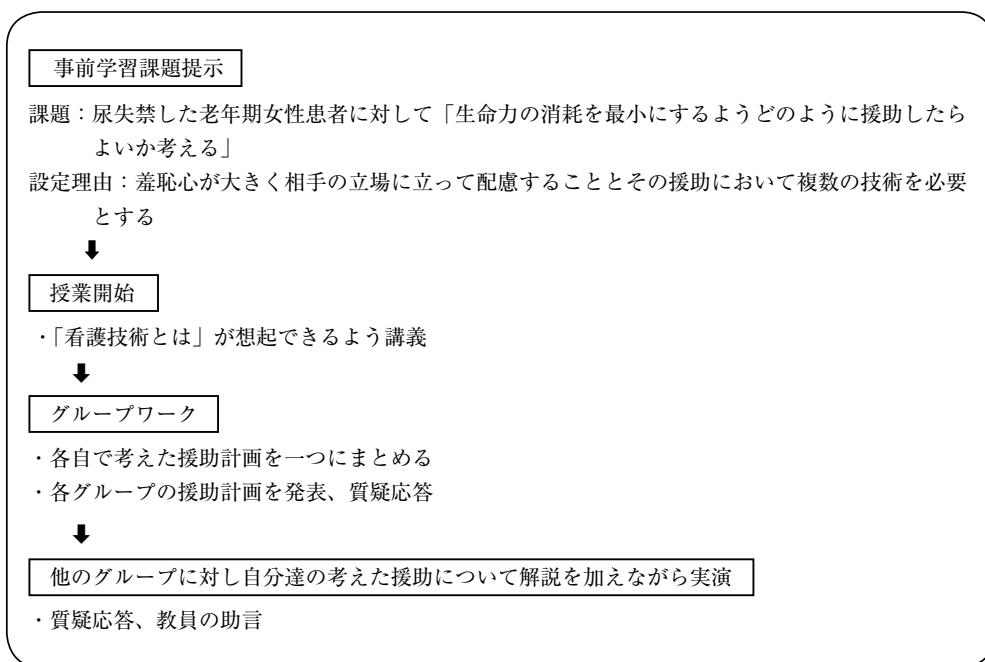 事前学習課題提示
課題：尿失禁した老年期女性患者に対して「生命力の消耗を最小にするようどのように援助したら
よいか考える」
設定理由：羞恥心が大きく相手の立場に立って配慮することとその援助において複数の技術を必要
とする
⬇
授業開始
・「看護技術とは」が想起できるよう講義
⬇
グループワーク
・各自で考えた援助計画を一つにまとめる
・各グループの援助計画を発表、質疑応答
⬇
他のグループに対し自分達の考えた援助について解説を加えながら実演
・質疑応答、教員の助言